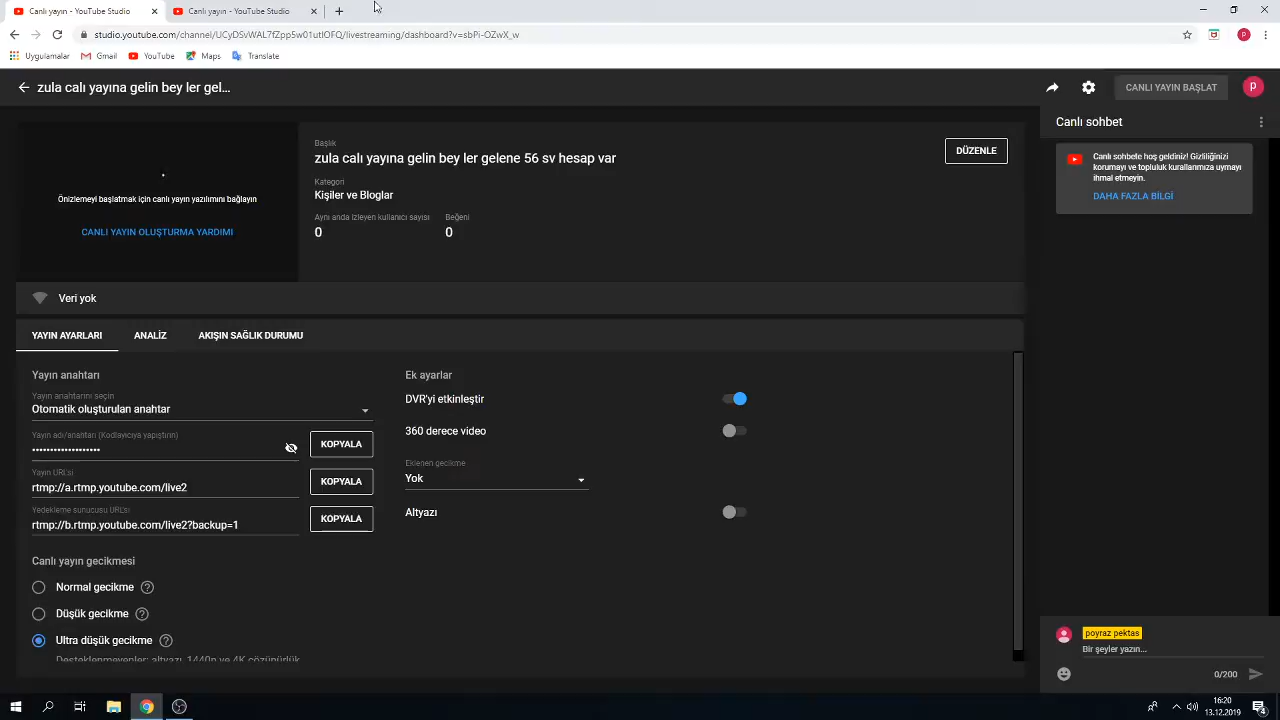 Canlı yayın - YouTube Studio
Canlı yayın - YouTube Studio
studio.youtube.com/channel/UCyDSvWAL7fZpp5w01utIOFQ/livestreaming/dashboard?v=sbPi-OZwX_w
P
Uygulamalar
Gmail
YouTube
Maps
Translate
zula calı yayına gelin bey ler gel...
CANLI YAYIN BAŞLAT
P
Önizlemeyi başlatmak için canlı yayın yazılımını bağlayın
CANLI YAYIN OLUŞTURMA YARDIMI
Başlık
zula calı yayına gelin bey ler gelene 56 sv hesap var
DÜZENLE
Kategori
Kişiler ve Bloglar
Aynı anda izleyen kullanıcı sayısı
Beğeni
0
0
Canlı sohbet
Canlı sohbete hoş geldiniz! Gizliliğinizi
korumayı ve topluluk kurallarımıza uymayı
ihmal etmeyin.
DAHA FAZLA BİLGİ
Veri yok
YAYIN AYARLARI
ANALİZ
AKIŞIN SAĞLIK DURUMU
Yayın anahtarı
Yayın anahtarını seçin
Otomatik oluşturulan anahtar
Yayın adı/anahtarı (Kodlayıcıya yapıştırın)
••••••••••••••••••
KOPYALA
Yayın URL'si
rtmp://a.rtmp.youtube.com/live2
KOPYALA
Yedekleme sunucusu URL'si
rtmp://b.rtmp.youtube.com/live2?backup=1
KOPYALA
Canlı yayın gecikmesi
Normal gecikme
Düşük gecikme
Ultra düşük gecikme
Desteklenmeyenler: altyazı, 1440p ve 4K çözünürlük
Ek ayarlar
DVR'yi etkinleştir
360 derece video
Eklenen gecikme
Yok
Altyazı
poyraz pektas
Bir şeyler yazın...
0/200
16:20
13.12.2019
4